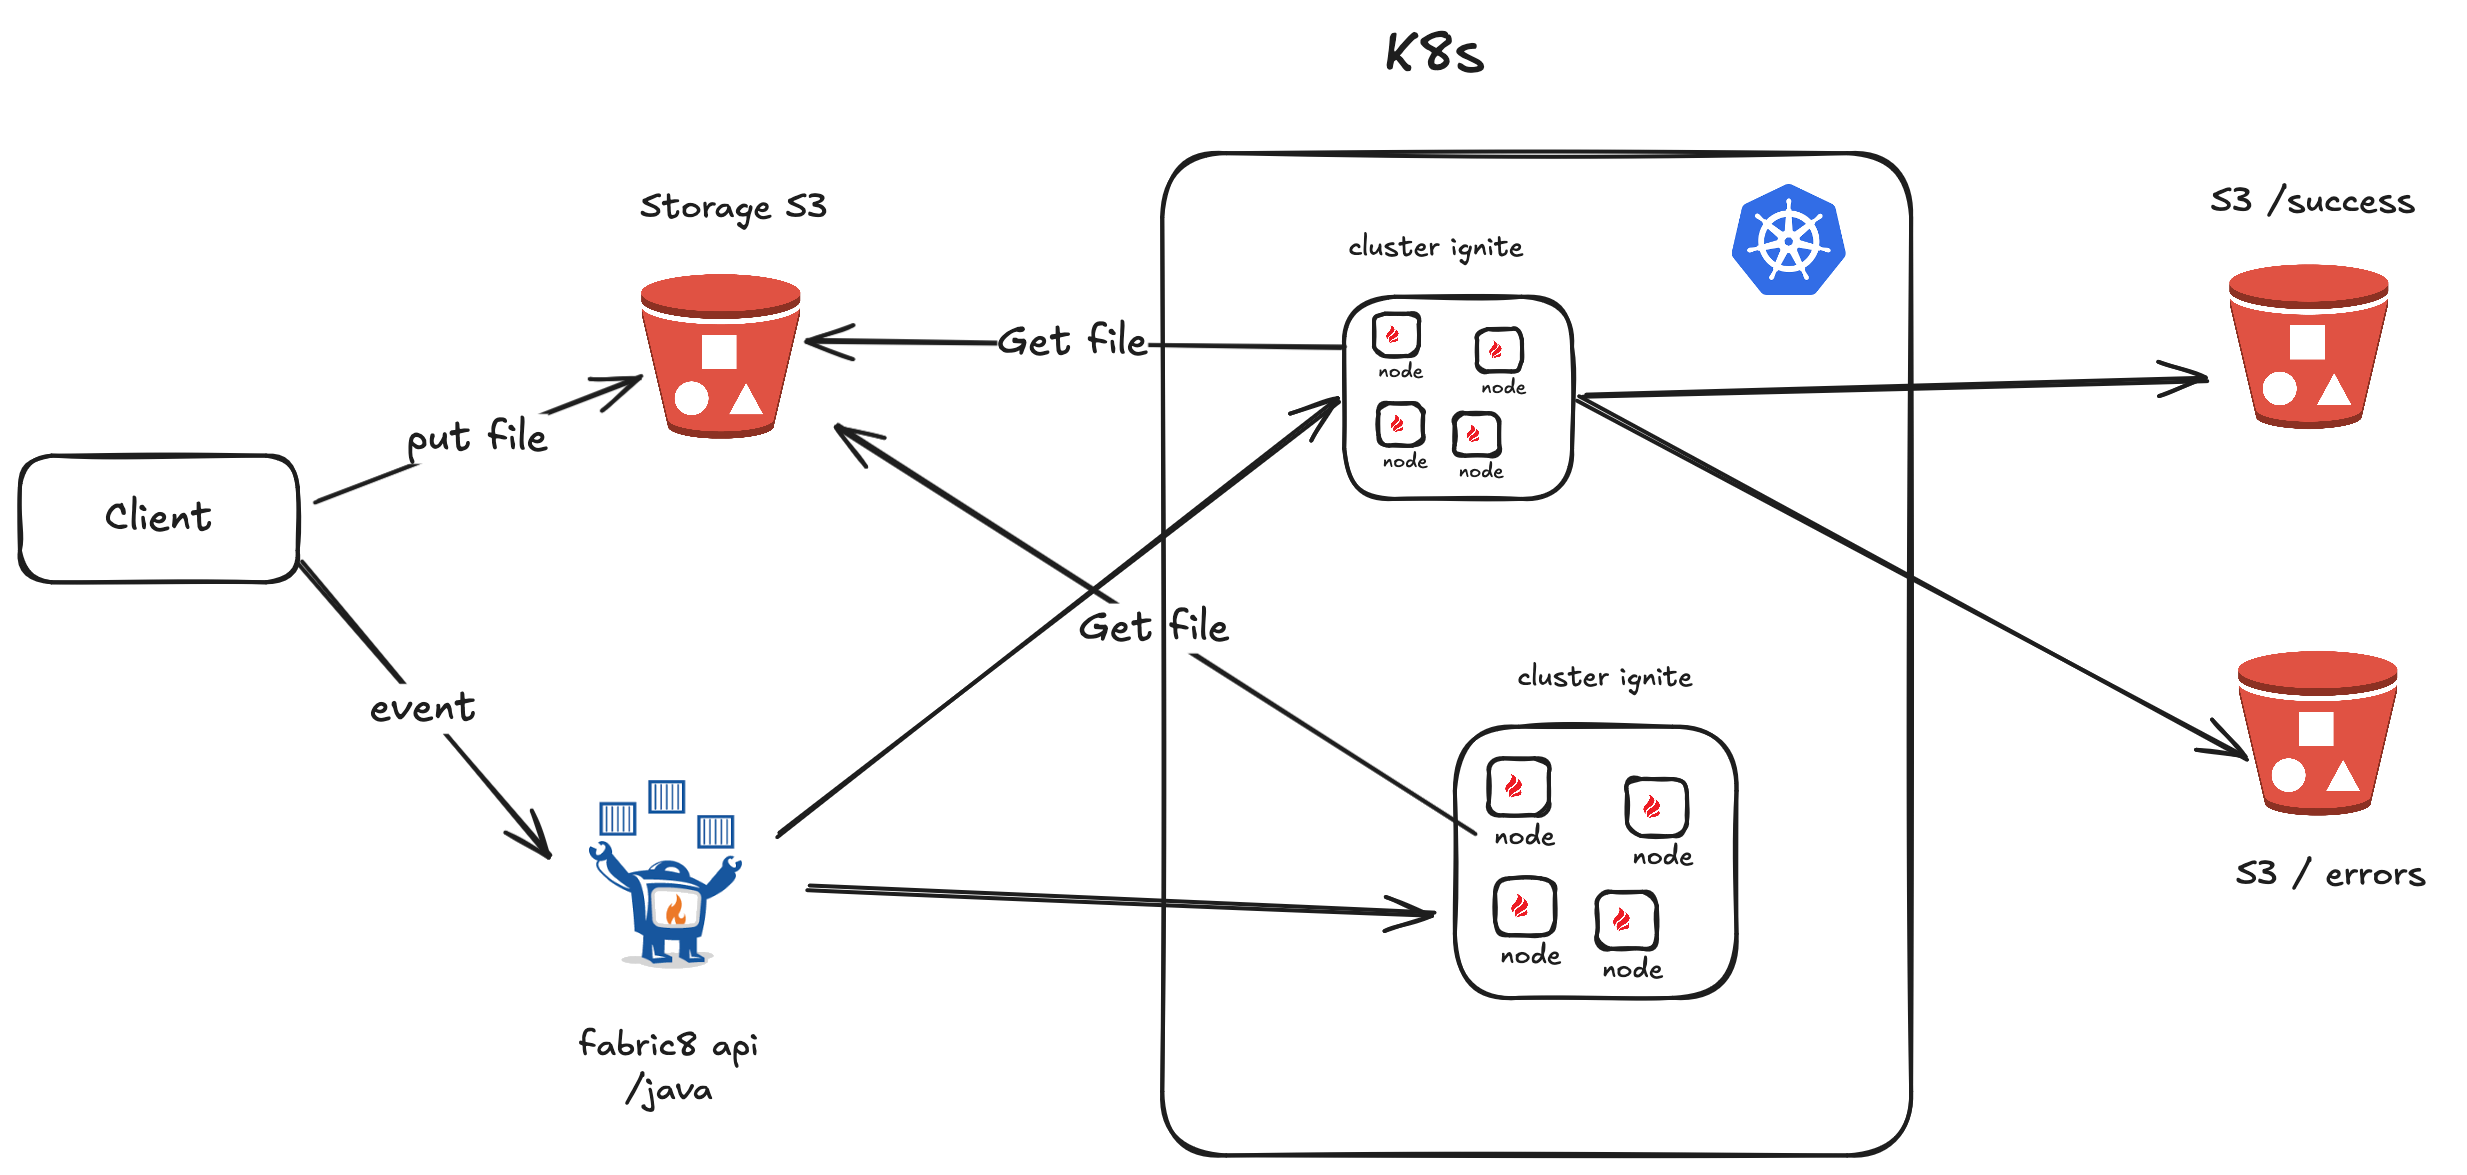 K8s
Storage S3
S3 /success
cluster ignite
Get file
node
node
node
node
put file
Client
Get file
event
cluster ignite
node
node
node
node
S3 / errors
fabric8 api
/java